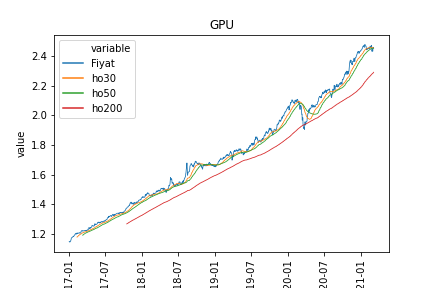 GPU
variable
Fiyat
ho30
ho50
ho200
value
2.4
2.2
2.0
1.8
1.6
1.4
1.2
17-01
17-07
18-01
18-07
19-01
19-07
20-01
20-07
21-01